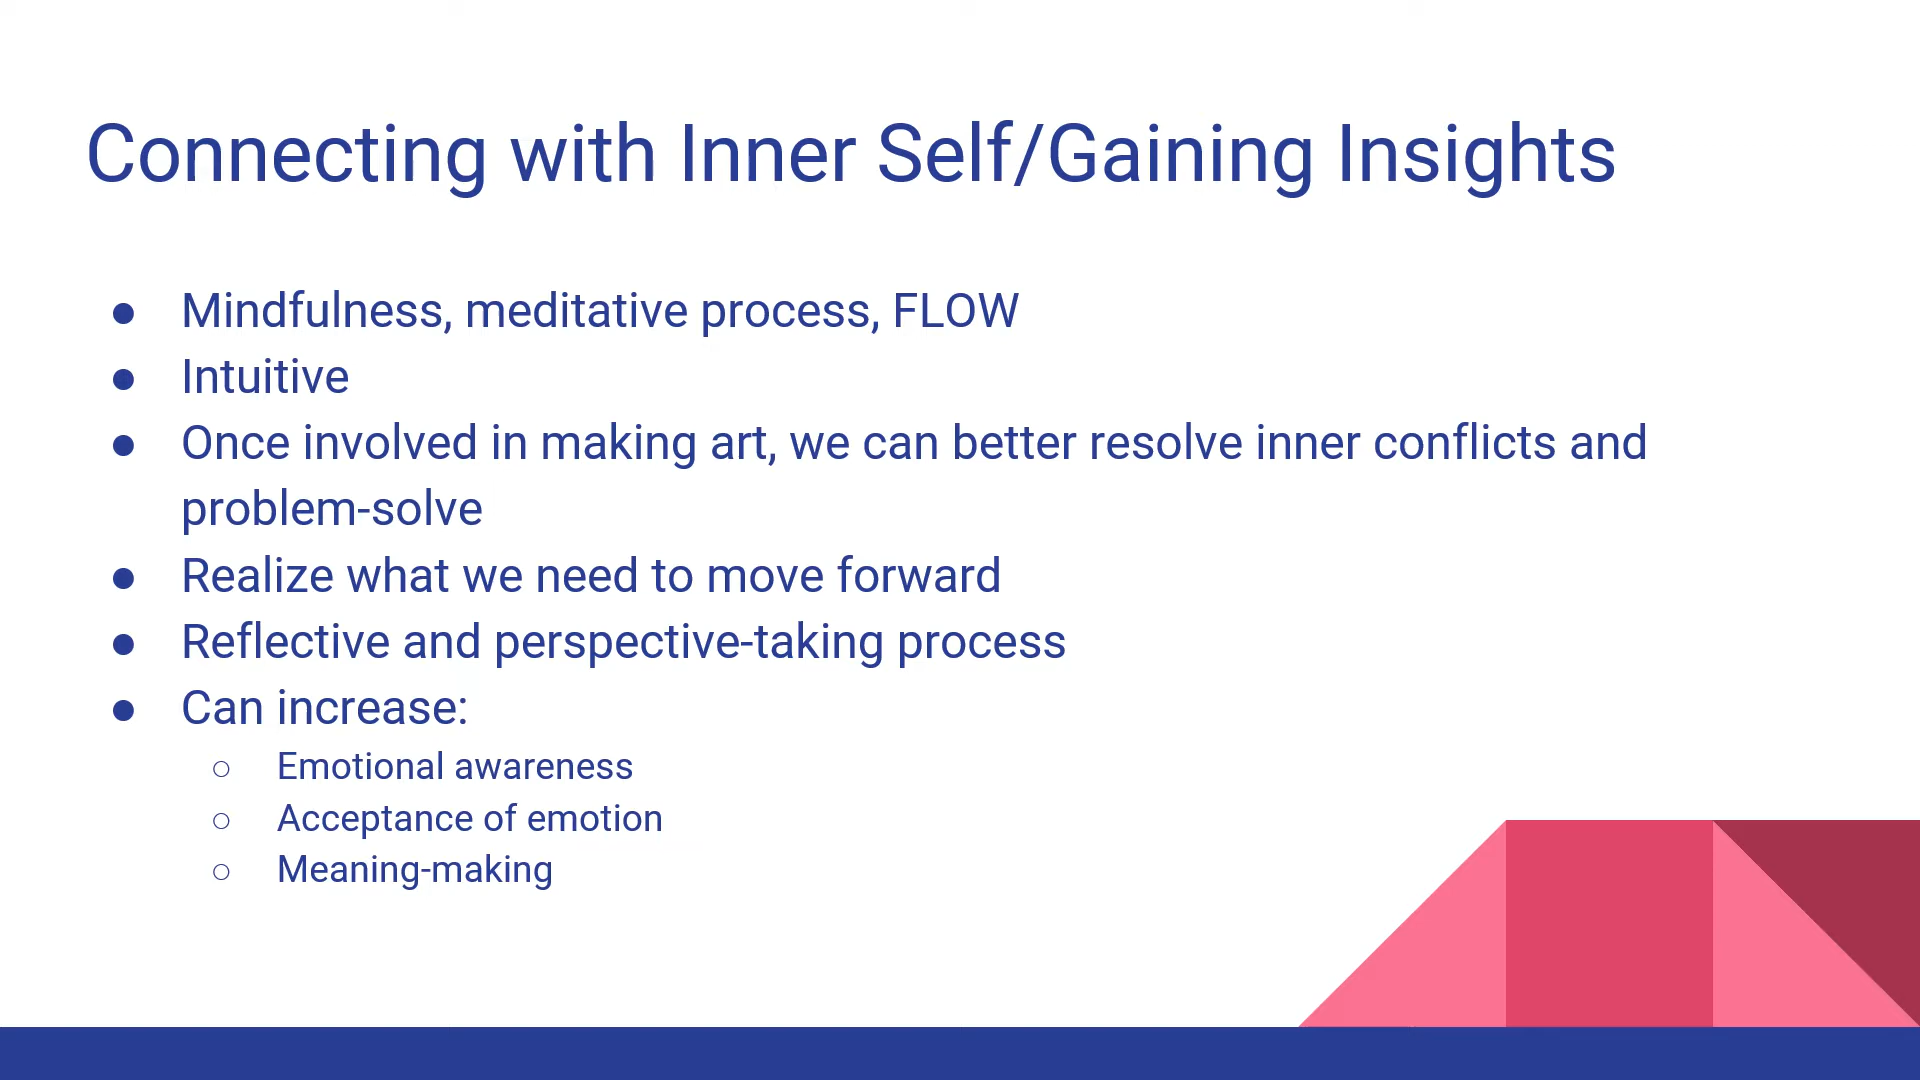 Connecting with Inner Self/Gaining Insights
● Mindfulness, meditative process, FLOW
● Intuitive
● Once involved in making art, we can better resolve inner conflicts and
problem-solve
● Realize what we need to move forward
● Reflective and perspective-taking process
● Can increase:
○ Emotional awareness
○ Acceptance of emotion
○ Meaning-making